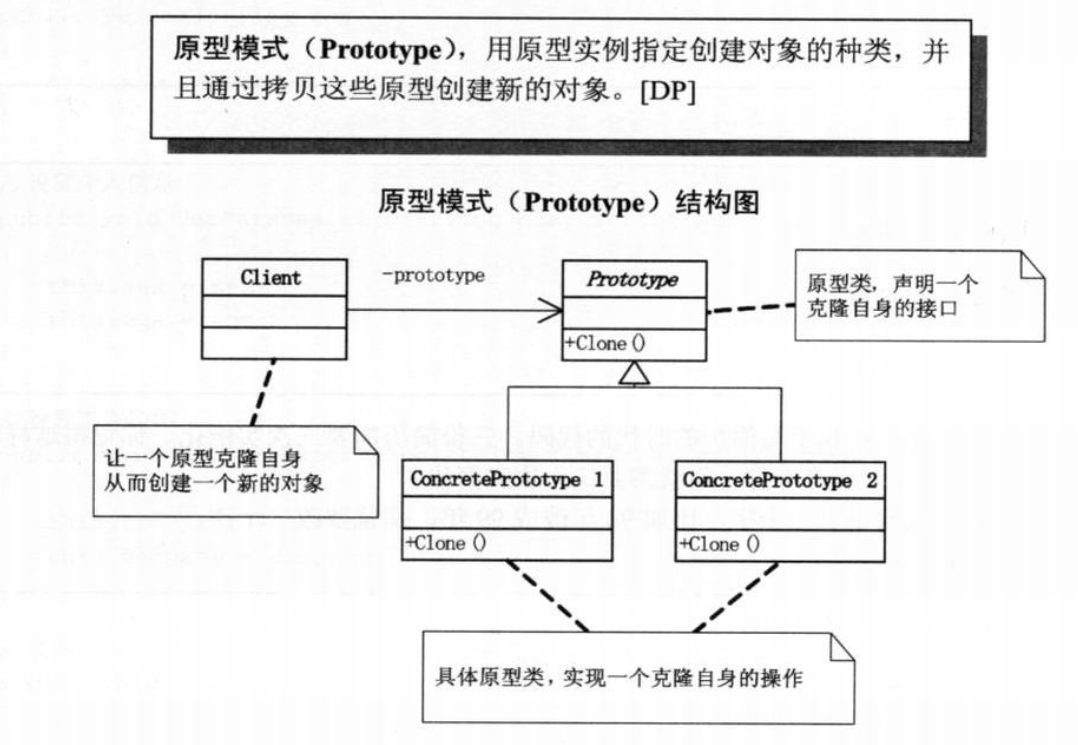 原型模式（Prototype），用原型实例指定创建对象的种类，并
且通过拷贝这些原型创建新的对象。[DP]
原型模式（Prototype）结构图
Client
-prototype
Prototype
+Clone()
原型类，声明一个
克隆自身的接口
让一个原型克隆自身
从而创建一个新的对象
ConcretePrototype 1
+Clone()
ConcretePrototype 2
+Clone()
具体原型类，实现一个克隆自身的操作